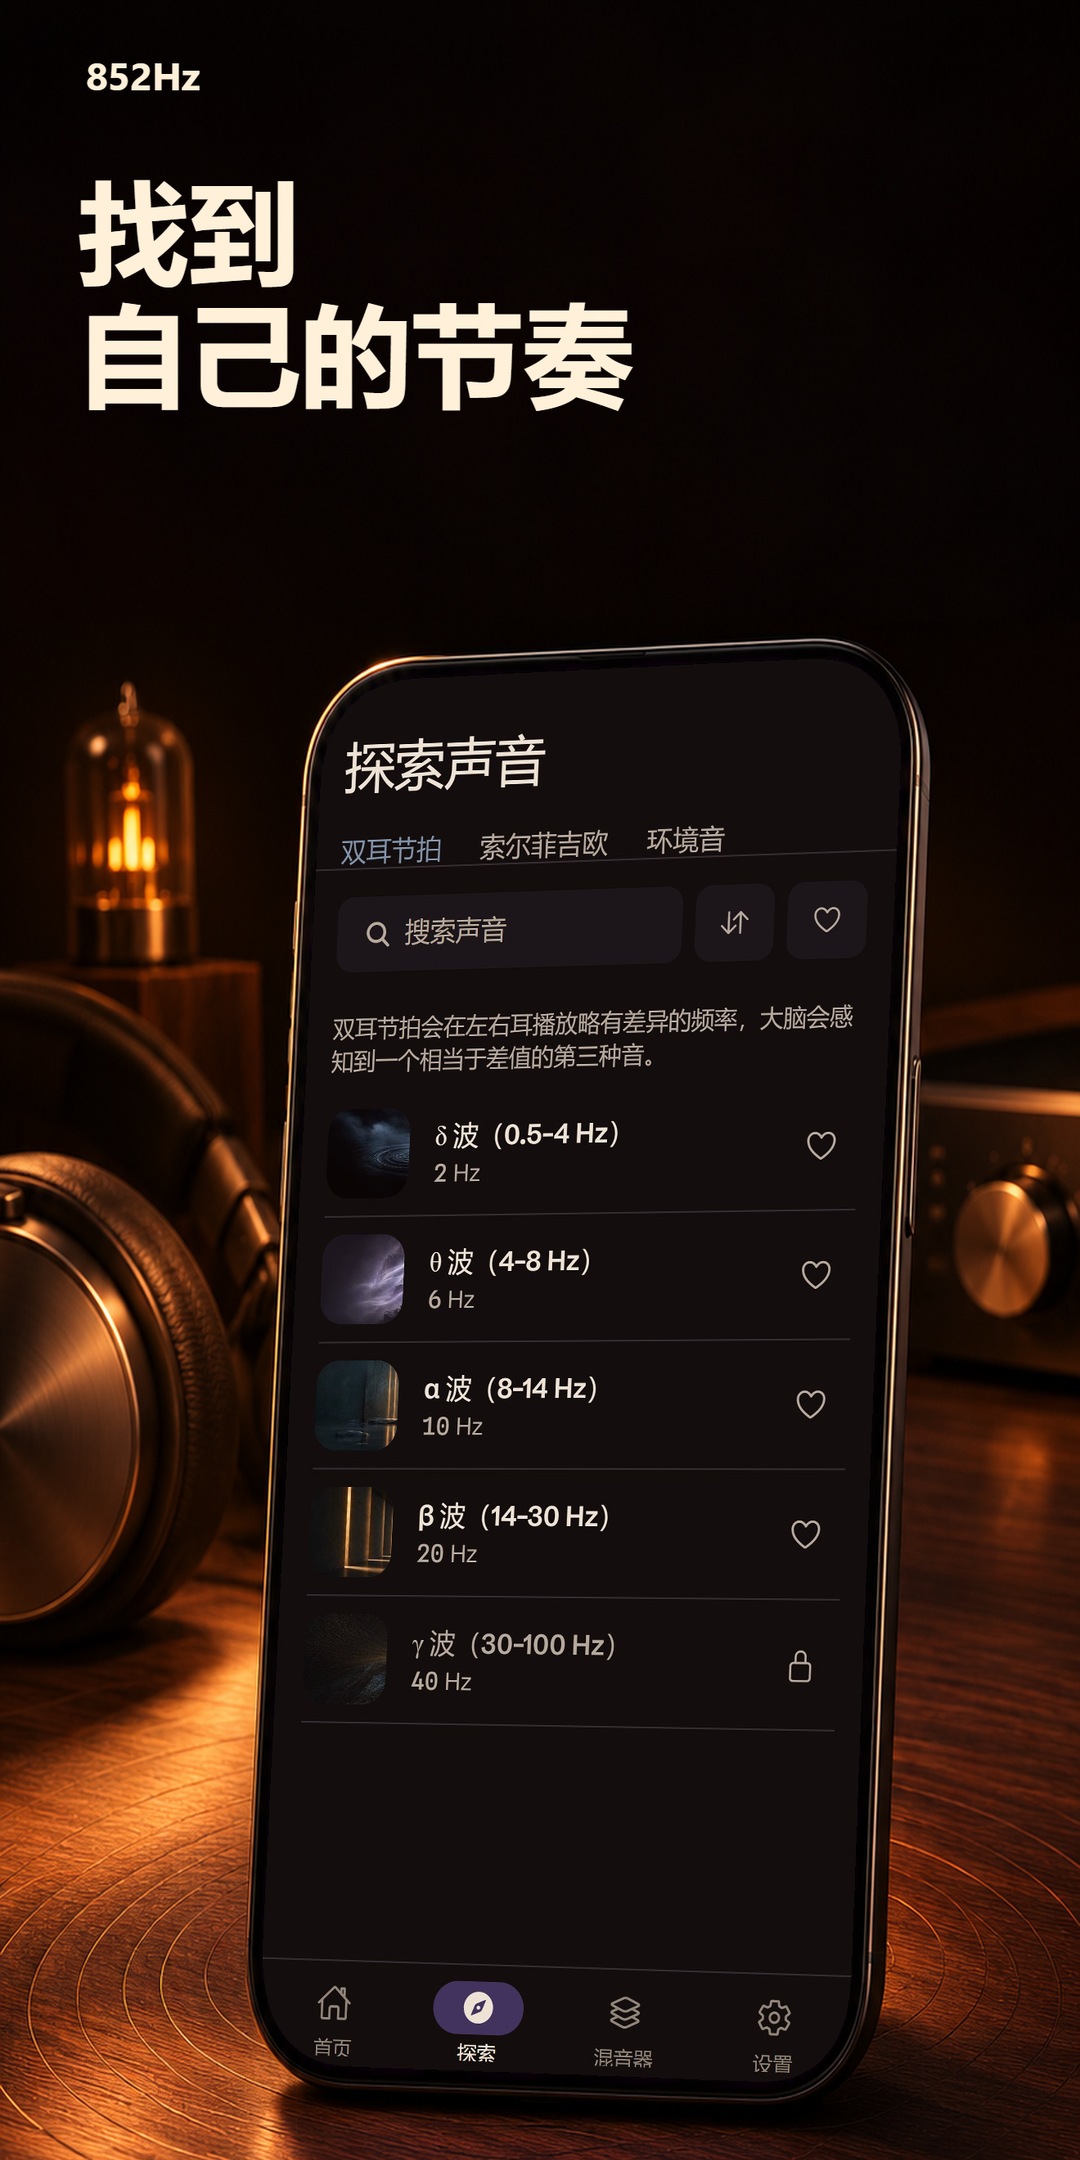 852Hz
找到
自己的节奏
探索声音
双耳节拍 索尔菲吉欧 环境音
搜索声音
双耳节拍会在左右耳播放略有差异的频率，大脑会感
知到一个相当于差值的第三种音。
δ 波（0.5-4 Hz）
2 Hz
θ 波（4-8 Hz）
6 Hz
α 波（8-14 Hz）
10 Hz
β 波（14-30 Hz）
20 Hz
γ 波（30-100 Hz）
40 Hz
首页 探索 混音器 设置